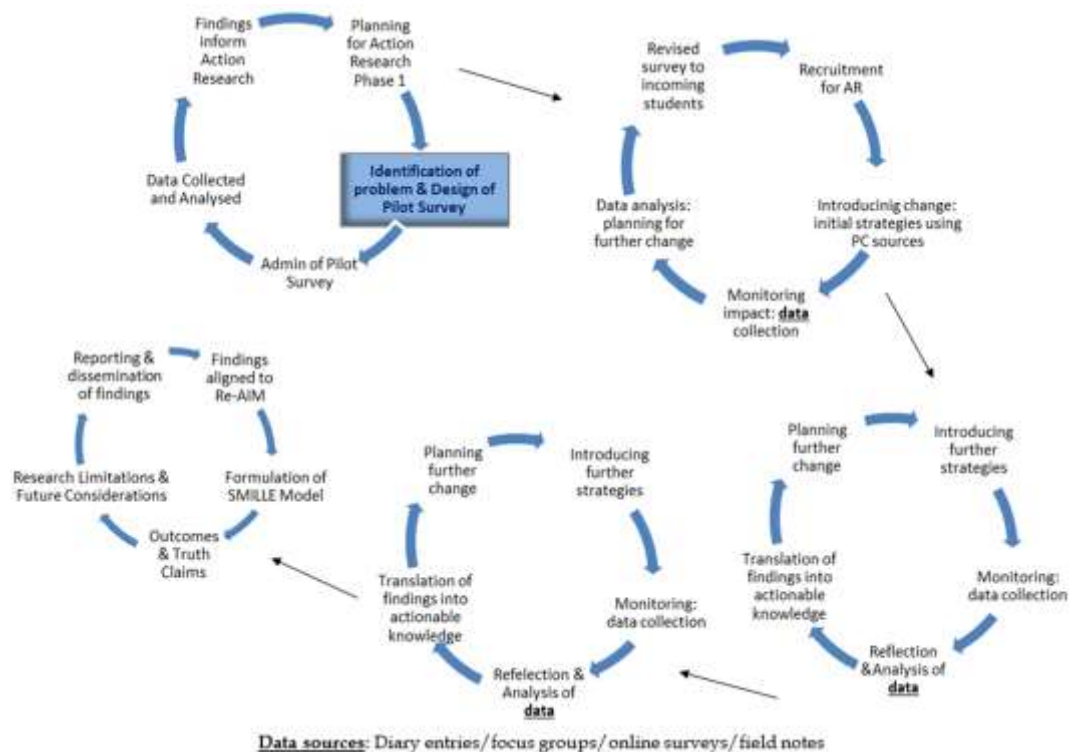 Findings
inform
Action
Research
Planning
for Action
Research
Phase 1
Identification of
problem & Design of
Pilot Survey
Admin of Pilot
Survey
Data Collected
and Analysed
Revised
survey to
incoming
students
Recruitment
for AR
Introducinig change:
initial strategies using
PC sources
Monitoring
impact: data
collection
Data analysis:
planning for
further change
Planning
further
change
Introducing
further
strategies
Monitoring:
data collection
Reflection
&Analysis of
data
Translation of
findings into
actionable
knowledge
Planning
further
change
Introducing
further
strategies
Monitoring:
data collection
Refelection &
Analysis of
data
Translation of
findings into
actionable
knowledge
Reporting &
dissemination
of findings
Findings
aligned to
Re-AIM
Formulation of
SMILLE Model
Outcomes
& Truth
Claims
Research Limitations &
Future Considerations
Data sources: Diary entries/focus groups/online surveys/field notes